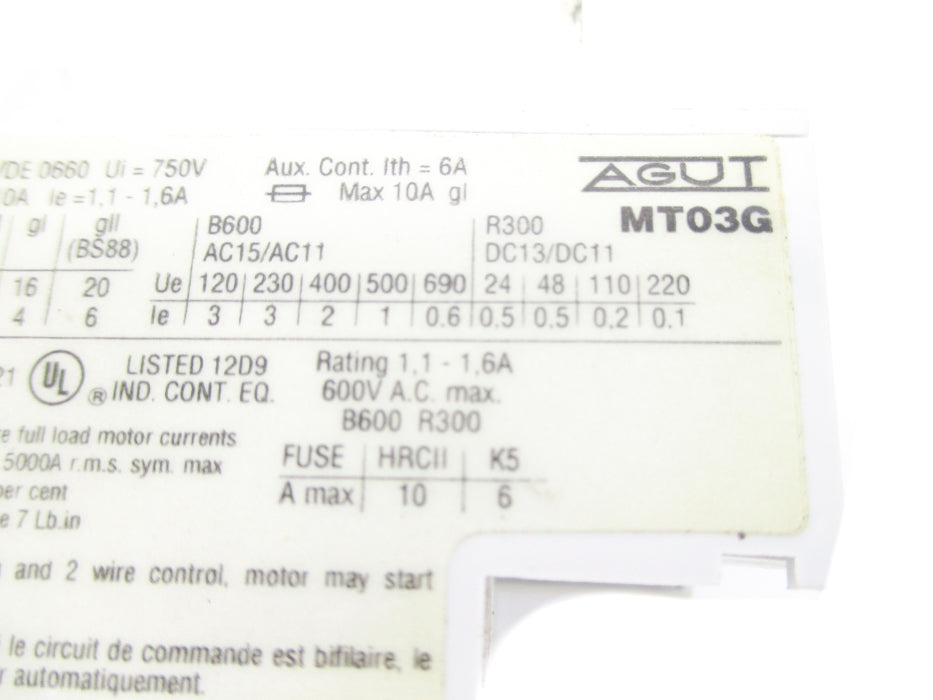 VDE 0660 Ui = 750V Aux. Cont. Ith = 6A
0A Ie =1,1 - 1,6A Max 10A gl
AGUT
MT03G
gl gII (BS88) B600 AC15/AC11 R300 DC13/DC11
16 20 Ue 120 230 400 500 690 24 48 110 220
4 6 Ie 3 3 2 1 0.6 0.5 0.5 0.2 0.1
21 UL ® LISTED 12D9 IND. CONT. EQ.
Rating 1,1 - 1,6A
600V A.C. max.
B600 R300
FUSE HRCII K5
A max 10 6
e full load motor currents
5000A r.m.s. sym. max
per cent
e 7 Lb.in
and 2 wire control, motor may start
le circuit de commande est bifilaire, le
r automatiquement.